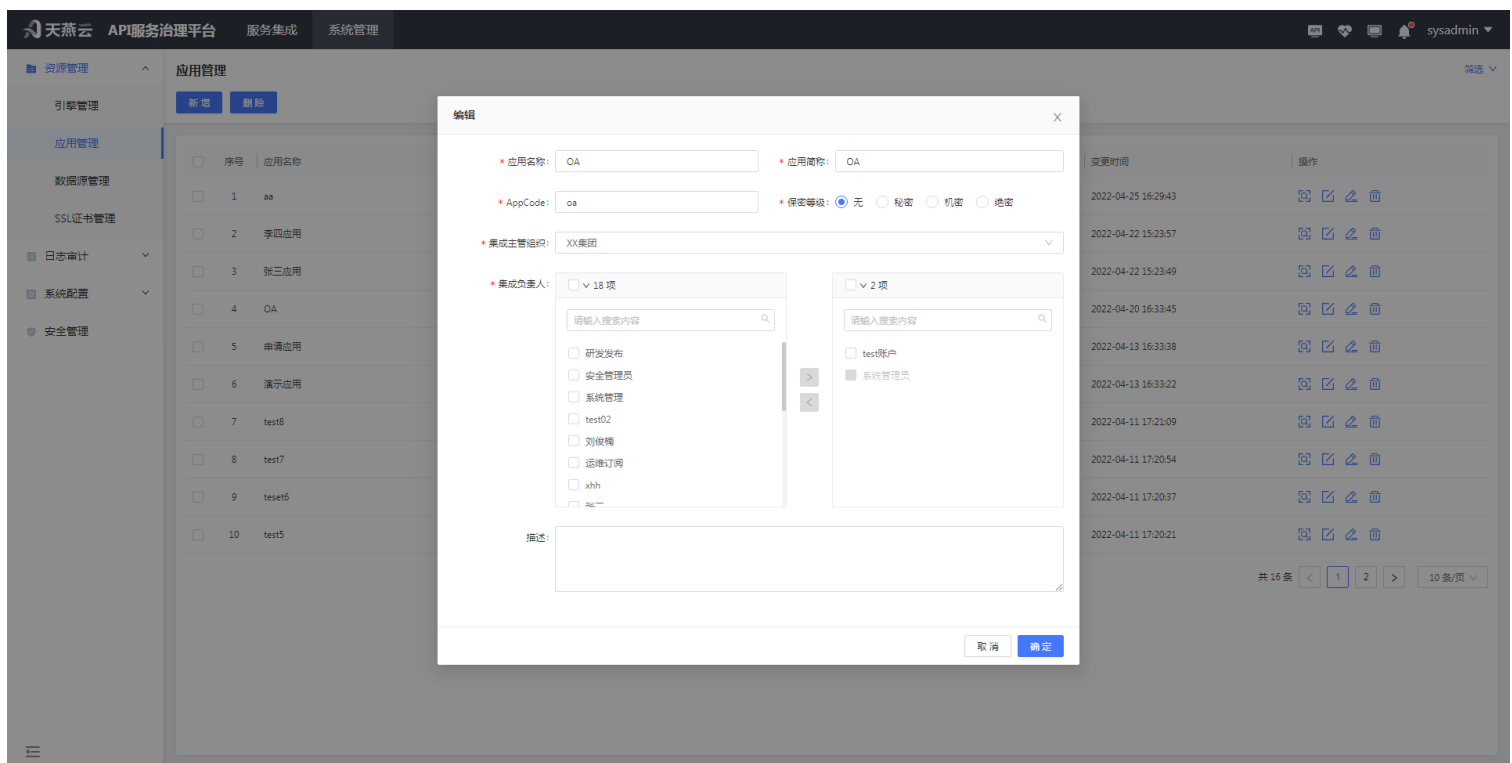 天燕云 API服务治理平台 服务集成 系统管理 API sysadmin
资源管理
引擎管理
应用管理
数据源管理
SSL证书管理
日志审计
系统配置
安全管理
应用管理 筛选
新 增 删 除
序号 应用名称 变更时间 操作
1 aa 2022-04-25 16:29:43
2 李四应用 2022-04-22 15:23:57
3 张三应用 2022-04-22 15:23:49
4 OA 2022-04-20 16:33:45
5 申请应用 2022-04-13 16:33:38
6 演示应用 2022-04-13 16:33:22
7 test8 2022-04-11 17:21:09
8 test7 2022-04-11 17:20:54
9 teset6 2022-04-11 17:20:37
10 test5 2022-04-11 17:20:21
共 16 条 < 1 2 > 10 条/页
编辑 X
* 应用名称: OA * 应用简称: OA
* AppCode: oa * 保密等级: 无 秘密 机密 绝密
* 集成主管组织: XX集团
* 集成负责人: 18 项 2 项
请输入搜索内容 请输入搜索内容
研发发布 test账户
安全管理员 系统管理员
系统管理
test02
刘俊楠
运维订阅
xhh
描述:
取 消 确 定